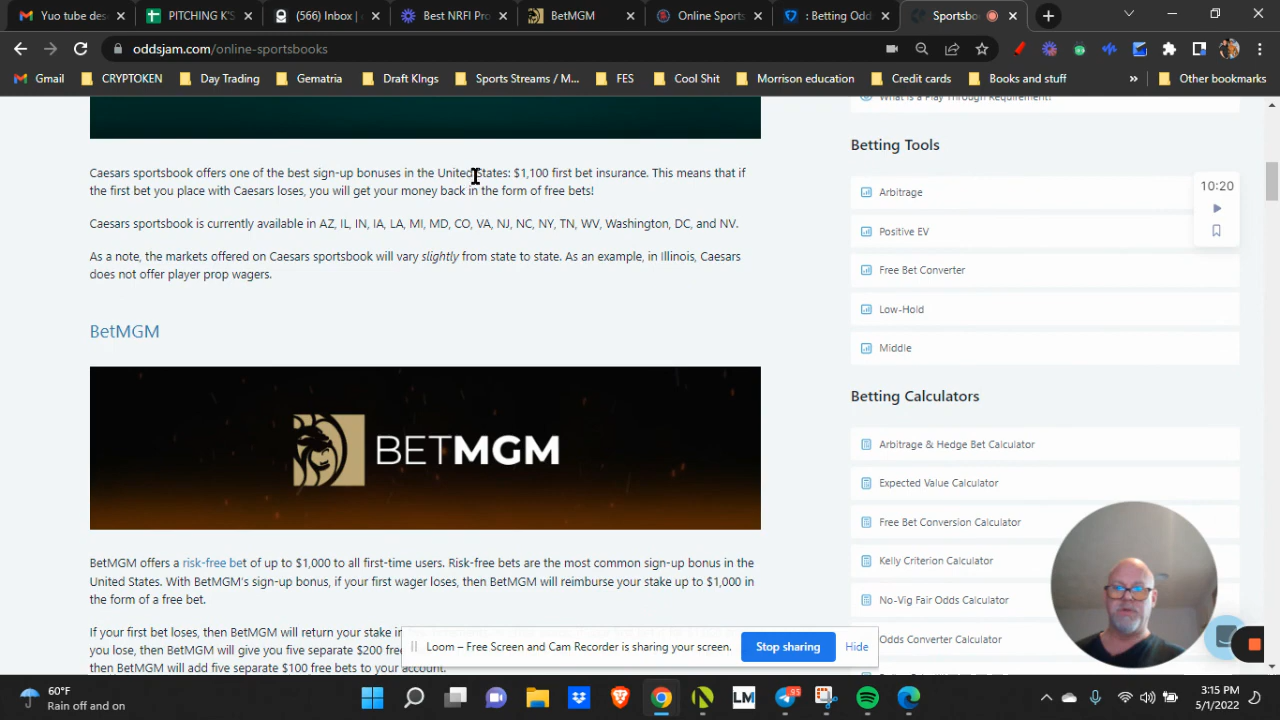 Yuo tube des
PITCHING K'S
(566) Inbox |
Best NRFI Pro
BetMGM
Online Sports
: Betting Odd
Sportsbo
oddsjam.com/online-sportsbooks
Gmail
CRYPTOKEN
Day Trading
Gematria
Draft KIngs
Sports Streams / M...
FES
Cool Shit
Morrison education
Credit cards
Books and stuff
»
Other bookmarks
What is a Play Through Requirement?
Caesars sportsbook offers one of the best sign-up bonuses in the United States: $1,100 first bet insurance. This means that if
the first bet you place with Caesars loses, you will get your money back in the form of free bets!
Caesars sportsbook is currently available in AZ, IL, IN, IA, LA, MI, MD, CO, VA, NJ, NC, NY, TN, WV, Washington, DC, and NV.
As a note, the markets offered on Caesars sportsbook will vary slightly from state to state. As an example, in Illinois, Caesars
does not offer player prop wagers.
BetMGM
BETMGM
BetMGM offers a risk-free bet of up to $1,000 to all first-time users. Risk-free bets are the most common sign-up bonus in the
United States. With BetMGM's sign-up bonus, if your first wager loses, then BetMGM will reimburse your stake up to $1,000 in
the form of a free bet.
If your first bet loses, then BetMGM will return your stake in
you lose, then BetMGM will give you five separate $200 free
then BetMGM will add five separate $100 free bets to your account.
Betting Tools
Arbitrage
Positive EV
Free Bet Converter
Low-Hold
Middle
Betting Calculators
Arbitrage & Hedge Bet Calculator
Expected Value Calculator
Free Bet Conversion Calculator
Kelly Criterion Calculator
No-Vig Fair Odds Calculator
Odds Converter Calculator
10:20
Loom – Free Screen and Cam Recorder is sharing your screen.
Stop sharing
Hide
60°F
Rain off and on
LM
95
3:15 PM
5/1/2022